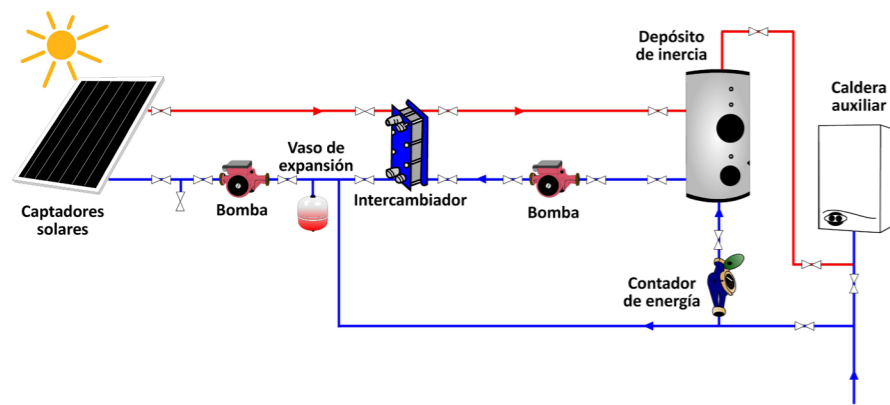 Depósito
de inercia
Caldera
auxiliar
Vaso de
expansión
Captadores
solares
Bomba
Intercambiador
Bomba
Contador
de energía